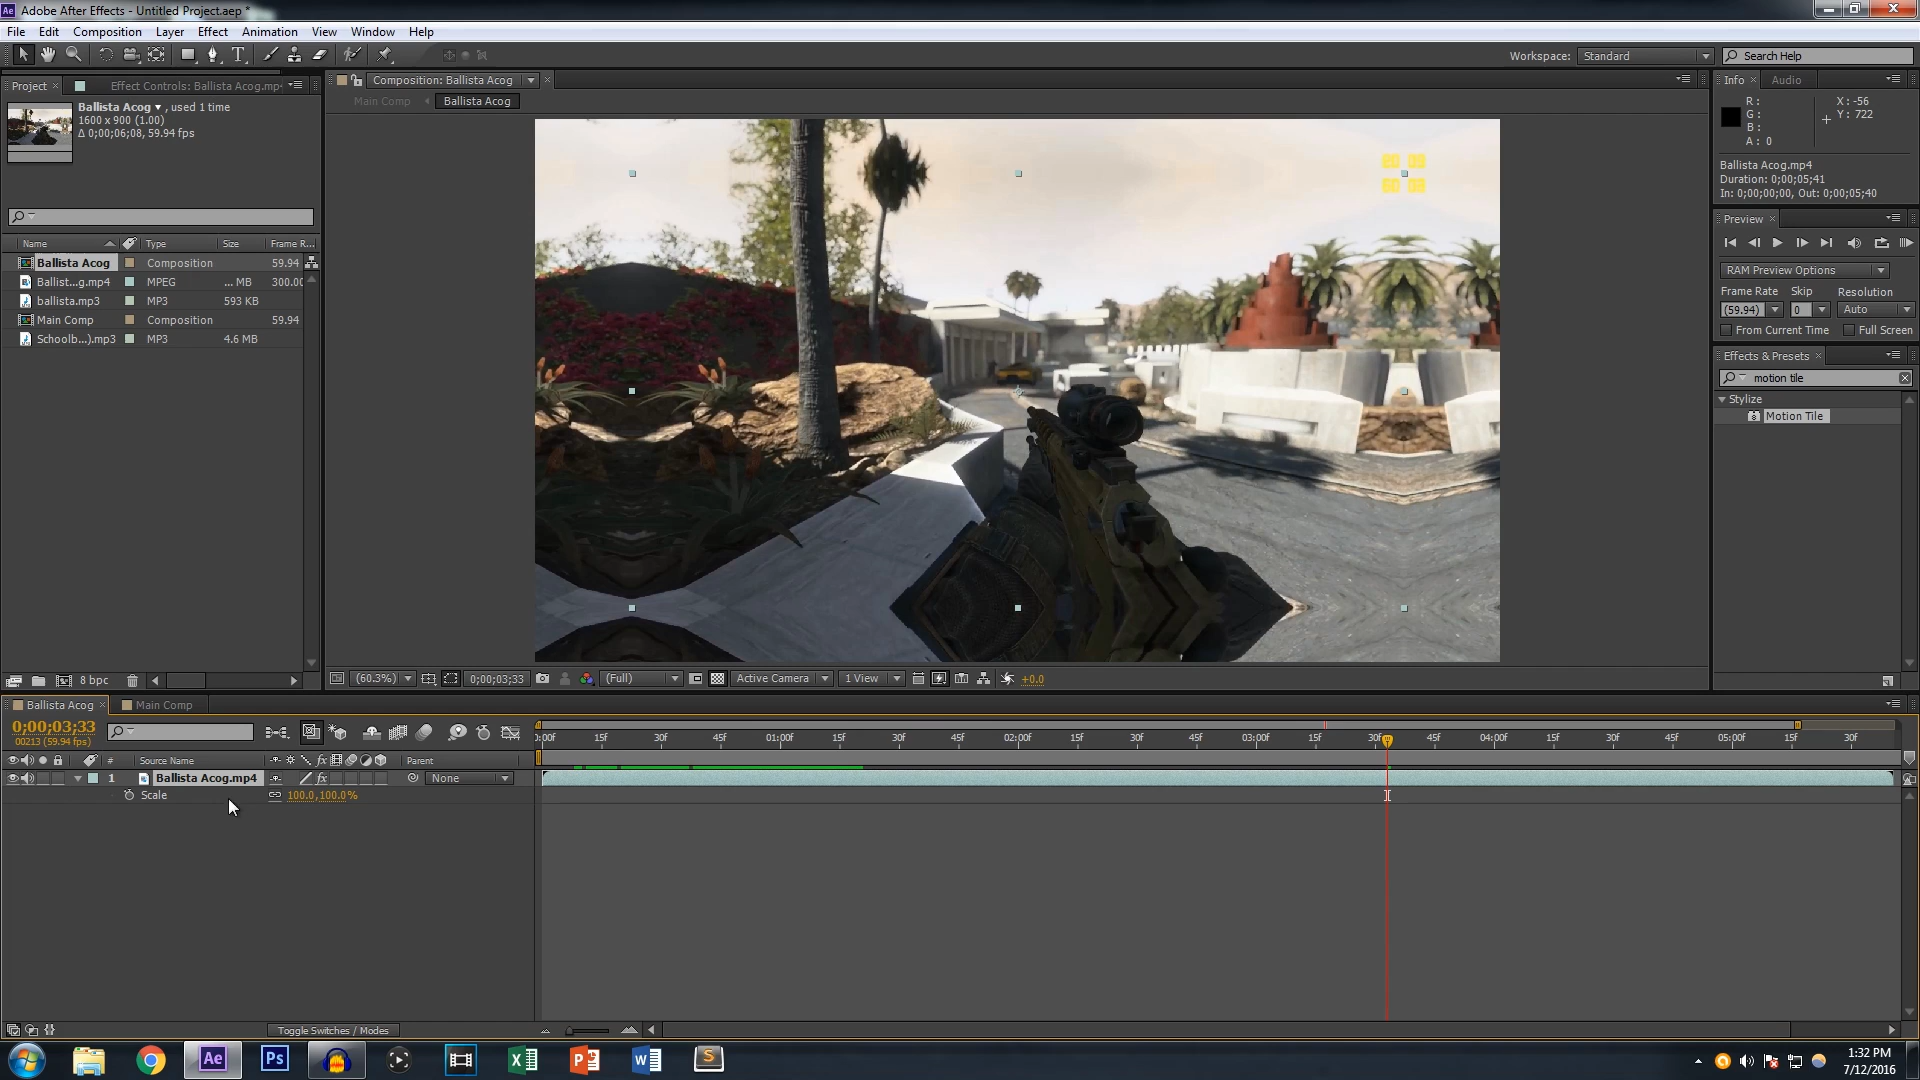 Adobe After Effects - Untitled Project.aep *
File Edit Composition Layer Effect Animation View Window Help
Workspace: Standard Search Help
Project × Effect Controls: Ballista Acog.mp
Ballista Acog ▾ , used 1 time
1600 x 900 (1.00)
Δ 0;00;06;08, 59.94 fps
Name Type Size Frame R...
Ballista Acog Composition 59.94
Ballist...g.mp4 MPEG ... MB 300.00
ballista.mp3 MP3 593 KB
Main Comp Composition 59.94
Schoolb...).mp3 MP3 4.6 MB
8 bpc
Composition: Ballista Acog
Main Comp Ballista Acog
(60.3%) 0;00;03;33 (Full) Active Camera 1 View +0.0
Info × Audio
R : X : -56
G : Y : 722
B :
A : 0
Ballista Acog.mp4
Duration: 0;00;05;41
In: 0;00;00;00, Out: 0;00;05;40
Preview ×
RAM Preview Options
Frame Rate Skip Resolution
(59.94) 0 Auto
From Current Time Full Screen
Effects & Presets ×
motion tile
Stylize
Motion Tile
Ballista Acog × Main Comp
0;00;03;33
00213 (59.94 fps)
# Source Name fx Parent
1 Ballista Acog.mp4 fx None
Scale 100.0,100.0%
:00f 15f 30f 45f 01:00f 15f 30f 45f 02:00f 15f 30f 45f 03:00f 15f 30f 45f 04:00f 15f 30f 45f 05:00f 15f 30f
Toggle Switches / Modes
Ae Ps
1:32 PM
7/12/2016